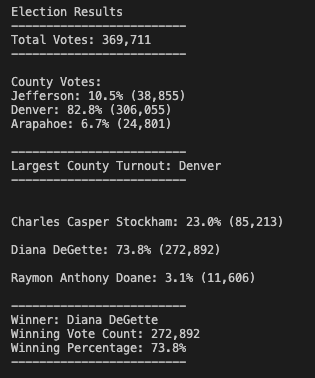 Election Results
-------------------------
Total Votes: 369,711
-------------------------
County Votes:
Jefferson: 10.5% (38,855)
Denver: 82.8% (306,055)
Arapahoe: 6.7% (24,801)
-------------------------
Largest County Turnout: Denver
-------------------------
Charles Casper Stockham: 23.0% (85,213)
Diana DeGette: 73.8% (272,892)
Raymon Anthony Doane: 3.1% (11,606)
-------------------------
Winner: Diana DeGette
Winning Vote Count: 272,892
Winning Percentage: 73.8%
-------------------------